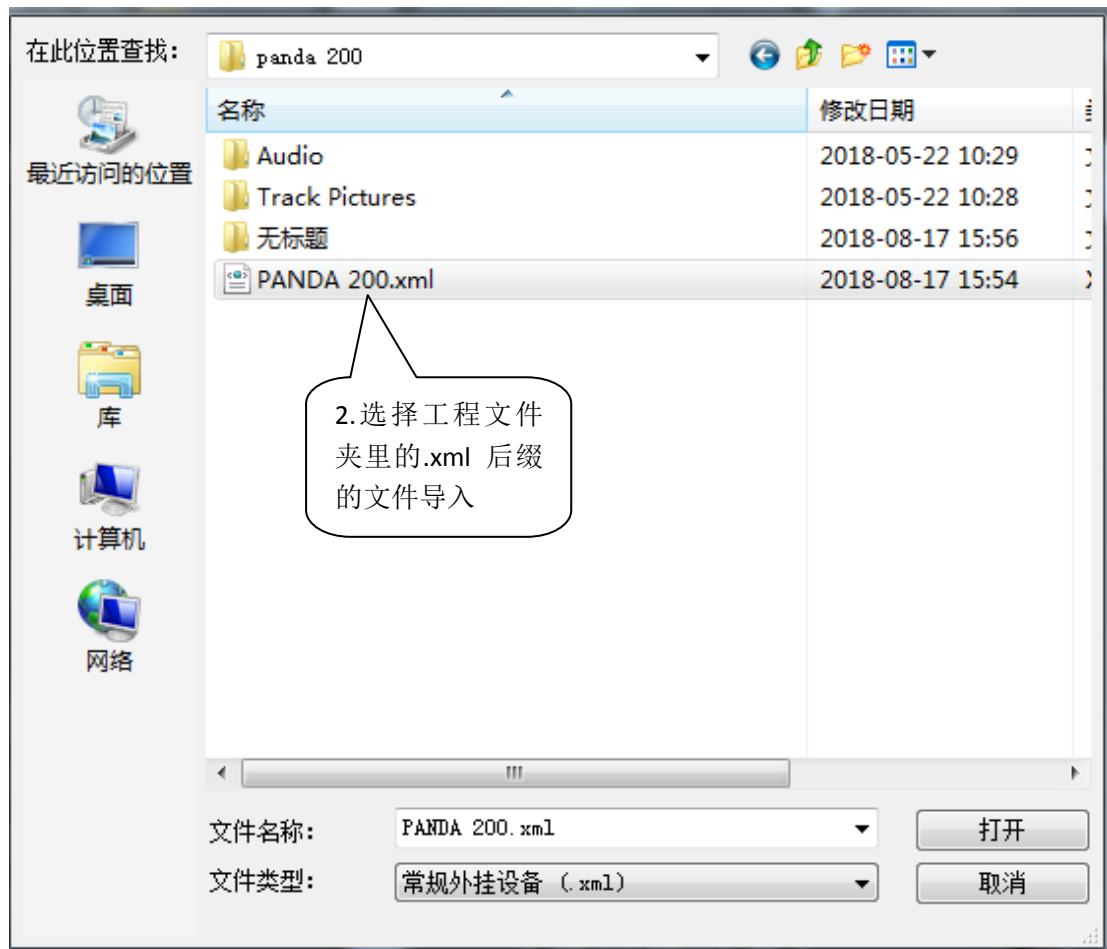 在此位置查找:
panda 200
名称
修改日期
Audio
2018-05-22 10:29
Track Pictures
2018-05-22 10:28
无标题
2018-08-17 15:56
PANDA 200.xml
2018-08-17 15:54
最近访问的位置
桌面
库
计算机
网络
2.选择工程文件
夹里的.xml 后缀
的文件导入
文件名称:
PANDA 200.xml
打开
文件类型:
常规外挂设备 (.xml)
取消